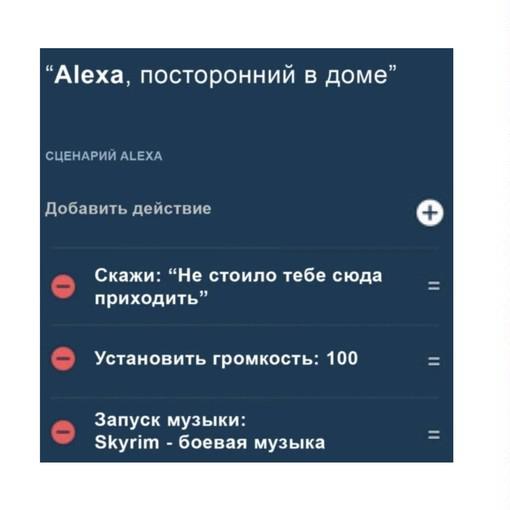 “Alexa, посторонний в доме”
СЦЕНАРИЙ ALEXA
Добавить действие
Скажи: “Не стоило тебе сюда
приходить”
Установить громкость: 100
Запуск музыки:
Skyrim - боевая музыка